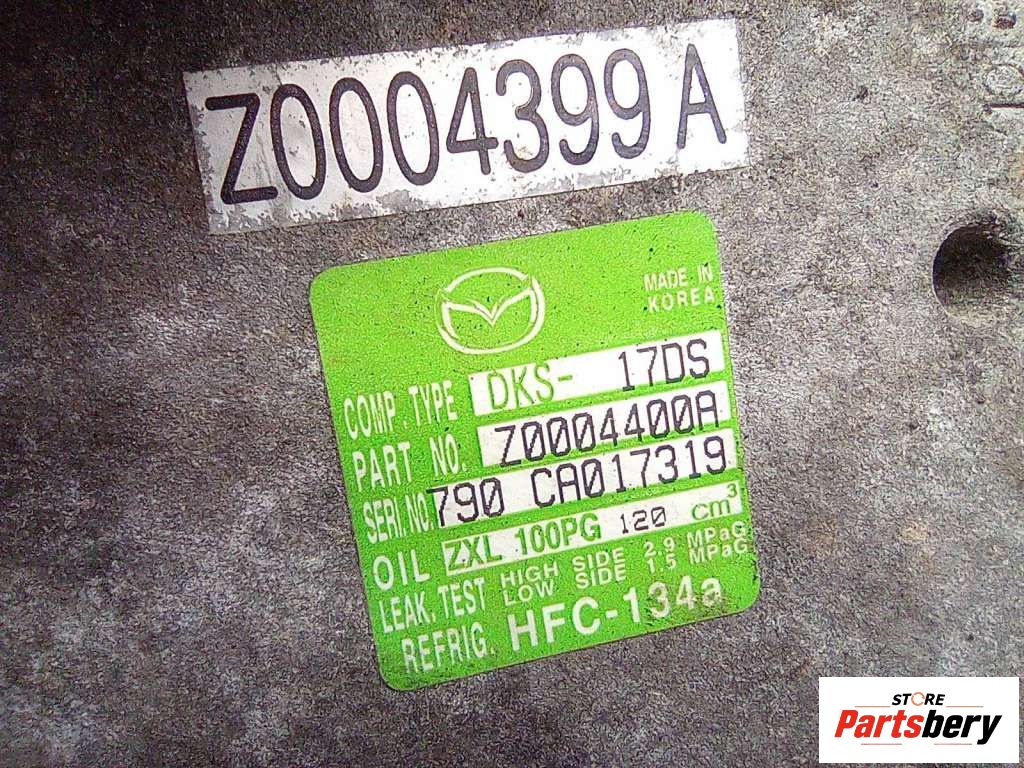 Z0004399A
MADE IN
KOREA
COMP. TYPE DKS- 17DS
PART NO. Z0004400A
SERI.NO. 790 CA017319
OIL ZXL 100PG 120 cm³
LEAK. TEST HIGH SIDE 2.9 MPaG
LOW SIDE 1.5 MPaG
REFRIG. HFC-134a
STORE
Partsbery